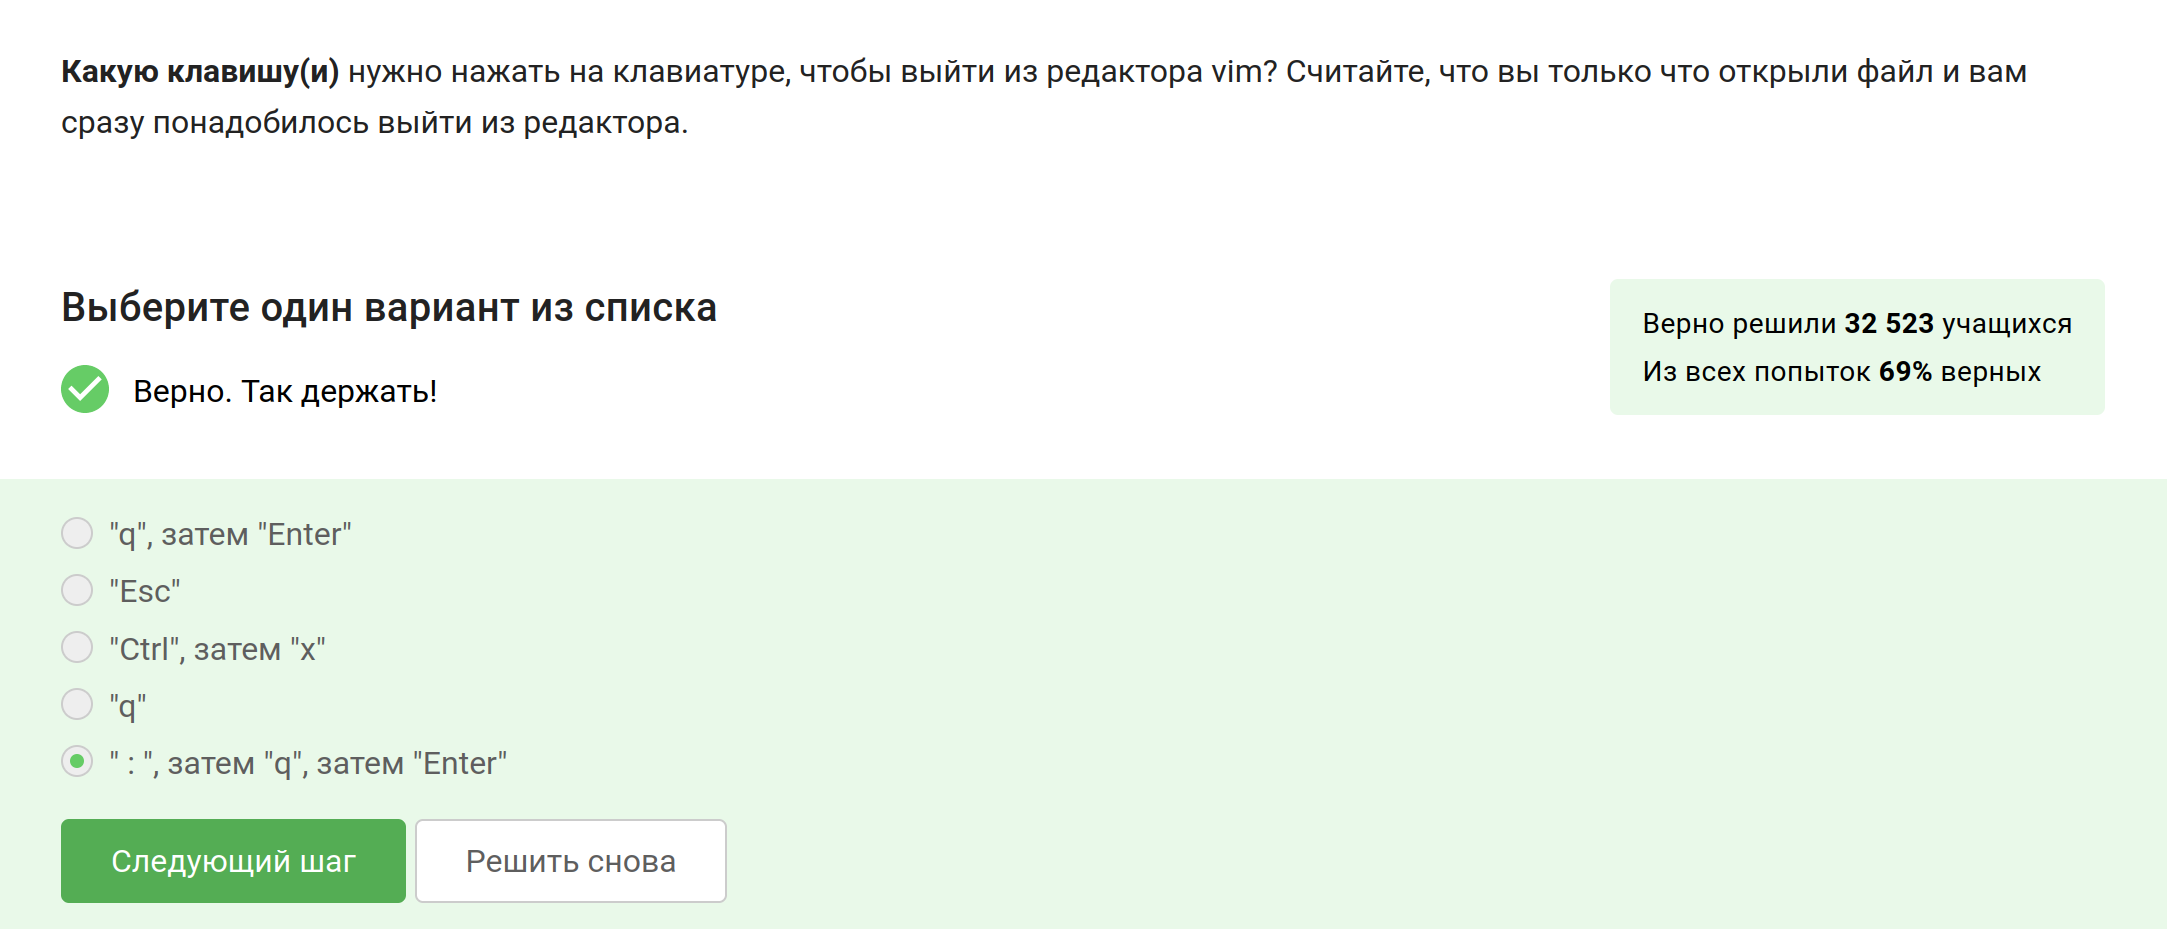 Какую клавишу(и) нужно нажать на клавиатуре, чтобы выйти из редактора vim? Считайте, что вы только что открыли файл и вам
сразу понадобилось выйти из редактора.
Выберите один вариант из списка
Верно. Так держать!
Верно решили 32 523 учащихся
Из всех попыток 69% верных
"q", затем "Enter"
"Esc"
"Ctrl", затем "x"
"q"
" : ", затем "q", затем "Enter"
Следующий шаг
Решить снова